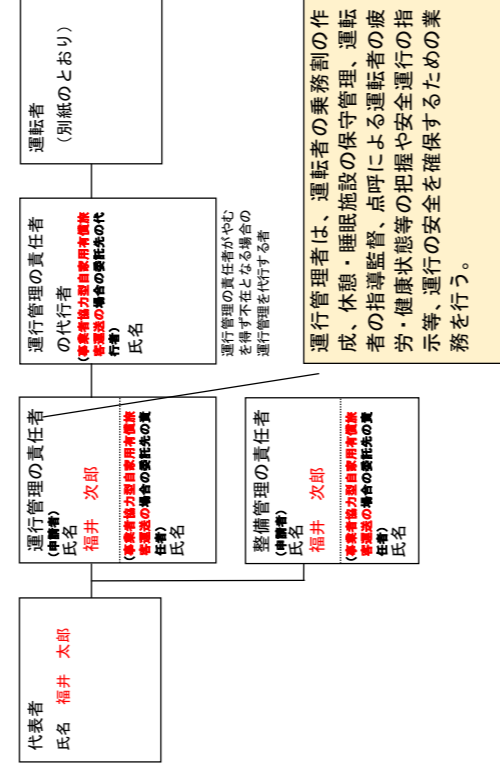 代表者
氏名 福井 太郎
運行管理の責任者
(申請者)
氏名
福井 次郎
(事業者協力型自家用有償旅
客運送の場合の委託先の責
任者)
氏名
整備管理の責任者
(申請者)
氏名
福井 次郎
(事業者協力型自家用有償旅
客運送の場合の委託先の責
任者)
氏名
運行管理の責任者
の代行者
(事業者協力型自家用有償旅
客運送の場合の委託先の代
行者)
氏名
運行管理の責任者がやむ
を得ず不在となる場合の
運行管理を代行する者
運転者
(別紙のとおり)
運行管理者は、運転者の乗務割の作
成、休憩・睡眠施設の保守管理、運転
者の指導監督、点呼による運転者の疲
労・健康状態等の把握や安全運行の指
示等、運行の安全を確保するための業
務を行う。